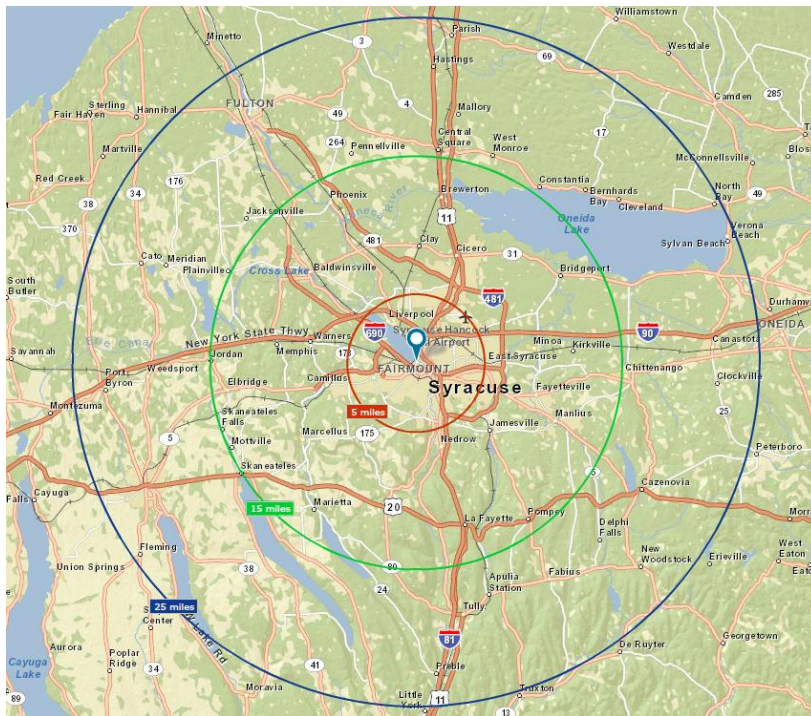 Williamstown
Parish
Minetto
3
69
Westdale
Hastings
Camden
285
Sterling
Hannibal
FULTON
Mallory
Fair Haven
49
4
17
264
Central
Square
West
Monroe
Martville
Pennellville
McConnellsville
Red Creek
34
176
Phoenix
Constantia
Bernhards
Bay
North
Bay
49
38
Brewerton
Cleveland
Jacksonville
11
Oneida
Lake
370
481
Clay
Cicero
Verona
Beach
Cato
Meridian
31
Sylvan Beach
Plainville
Cross Lake
Baldwinsville
Bridgeport
South
Butler
481
Liverpool
690
Syracuse Hancock
Airport
90
ONEIDA
New York State Thwy
Warners
Minoa
Canastota
Savannah
Erie Canal
Memphis
173
East Syracuse
Kirkville
Jordan
FAIRMOUNT
Weedsport
Camillus
Syracuse
Chittenango
Port
Byron
Elbridge
Fayetteville
Clockville
Montezuma
5 miles
Manlius
25
Skaneateles
Falls
Marcellus
175
Jamesville
5
Mottville
Nedrow
Peterboro
Skaneateles
5
Cazenovia
Falls
Cayuga
20
15 miles
Marietta
Pompey
La Fayette
Delphi
Falls
Fleming
West
Eaton
New
Woodstock
Erieville
Union Springs
38
80
Fabius
24
Apulia
Station
25 miles
Tully
Center
Lake Rd
81
Georgetown
Aurora
Poplar
Ridge
De Ruyter
Cayuga
Lake
34
41
Preble
Moravia
Little
York
11
Truxton
89
13